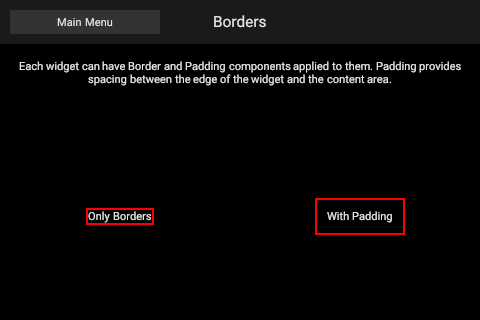 Main Menu
Borders
Each widget can have Border and Padding components applied to them. Padding provides
spacing between the edge of the widget and the content area.
Only Borders
With Padding